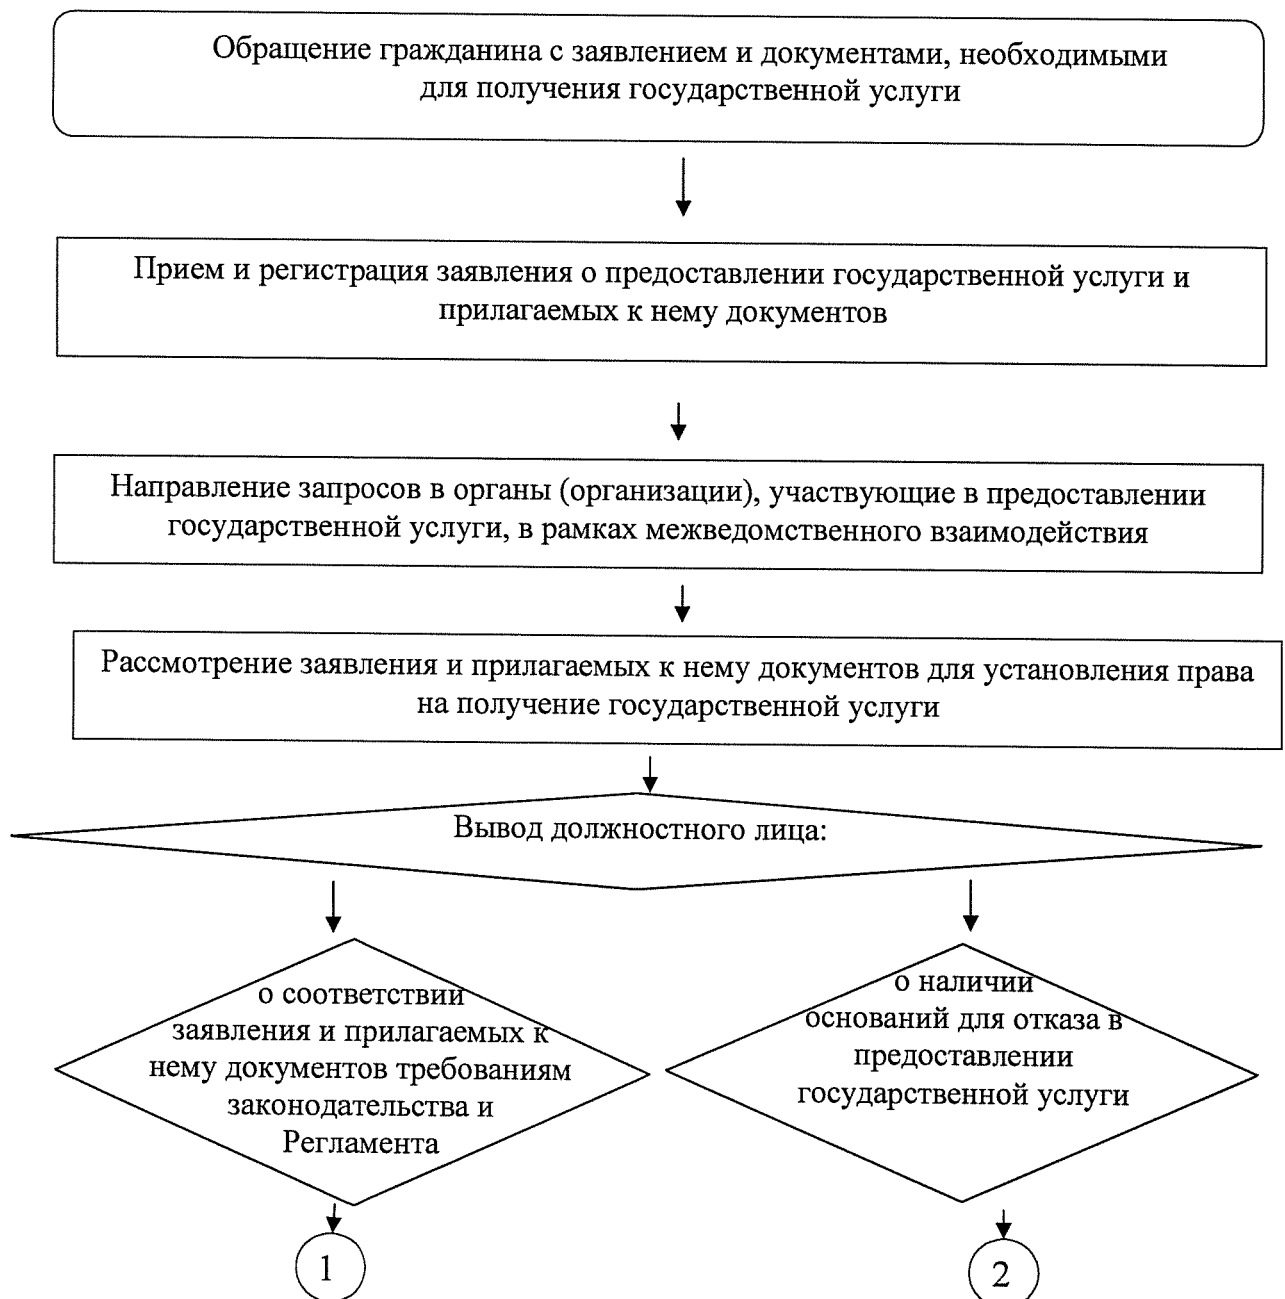 Обращение гражданина с заявлением и документами, необходимыми
для получения государственной услуги
Прием и регистрация заявления о предоставлении государственной услуги и
прилагаемых к нему документов
Направление запросов в органы (организации), участвующие в предоставлении
государственной услуги, в рамках межведомственного взаимодействия
Рассмотрение заявления и прилагаемых к нему документов для установления права
на получение государственной услуги
Вывод должностного лица:
о соответствии
заявления и прилагаемых к
нему документов требованиям
законодательства и
Регламента
о наличии
оснований для отказа в
предоставлении
государственной услуги
1
2